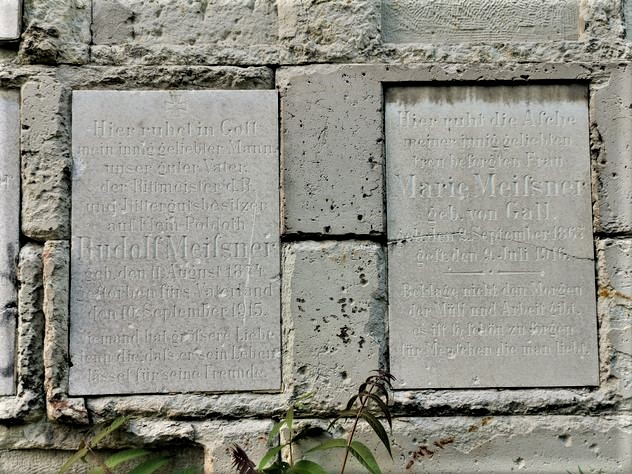 Hier ruhet in Gott
mein innig geliebter Mann,
unser guter Vater,
der Rittmeister d.R.
und Rittergutsbesitzer
auf Klein-Poldoth
Rudolf Meißner
geb. den 11. August 1874.
gestorben fürs Vaterland
den 10. September 1915.
Niemand hat größere Liebe
denn die daß er sein Leben
lässet für seine Freunde.
Hier ruht die Asche
meiner innig geliebten
treu besorgten Frau
Marie Meißner
geb. von Gall.
geb. den 2. September 1867
gest. den 9. Juli 1916.
Beklage nicht den Morgen
der Müh und Arbeit gibt,
es ist so schön zu sorgen
für Menschen die man liebt.